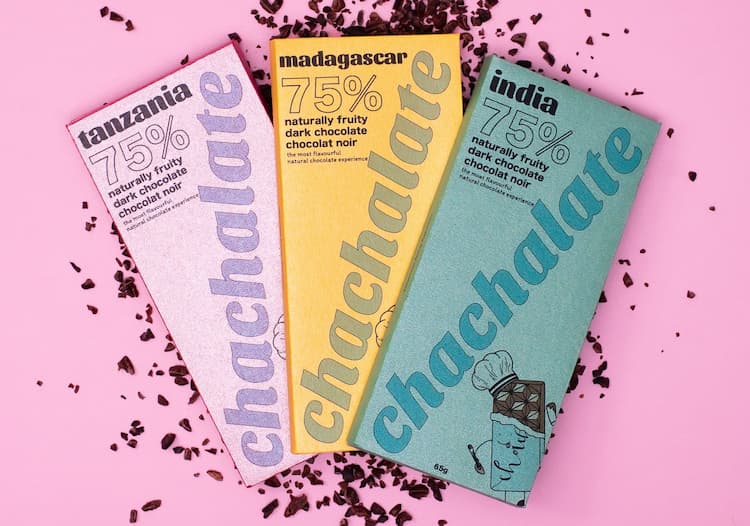 tanzania
75%
naturally fruity
dark chocolate
chocolat noir
the most flavourful
natural chocolate experience
chachalate
madagascar
75%
naturally fruity
dark chocolate
chocolat noir
the most flavourful
natural chocolate experience
chachalate
india
75%
naturally fruity
dark chocolate
chocolat noir
the most flavourful
natural chocolate experience
chachalate
65g